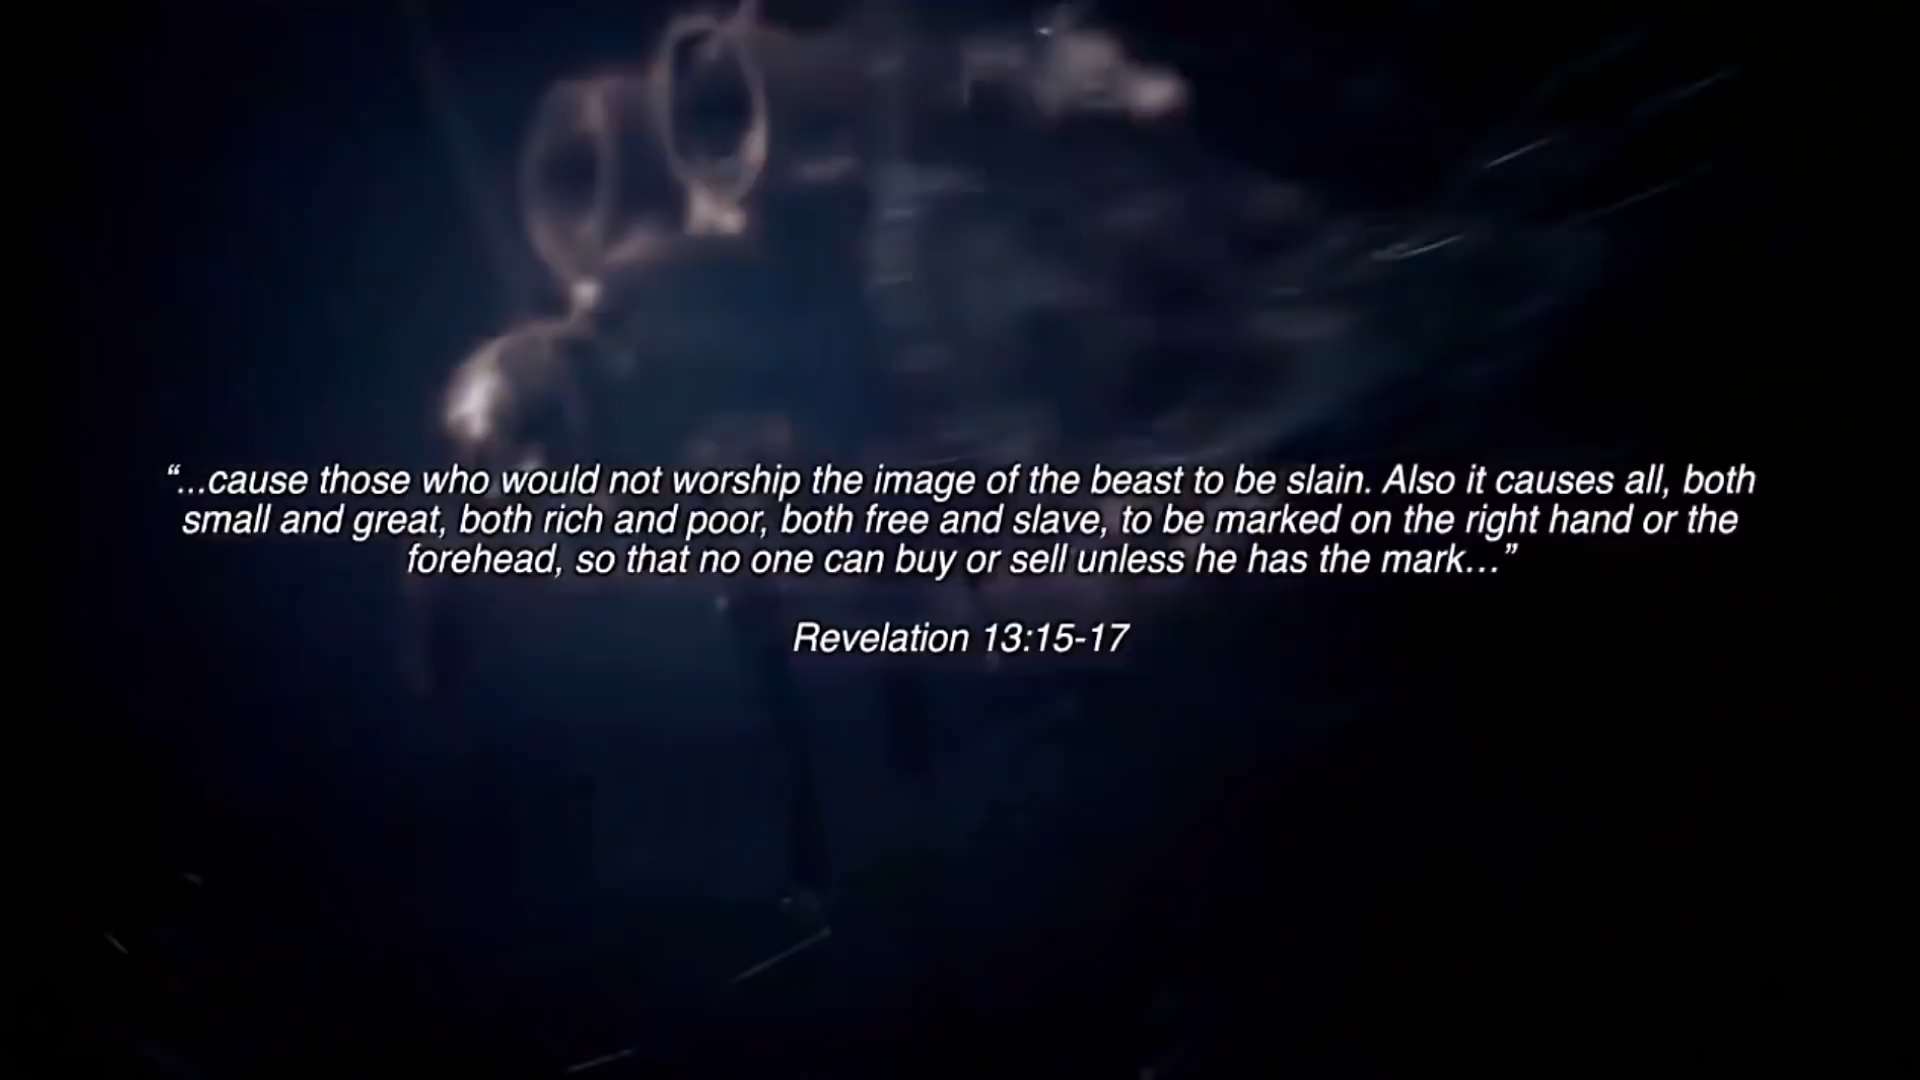 “...cause those who would not worship the image of the beast to be slain. Also it causes all, both
small and great, both rich and poor, both free and slave, to be marked on the right hand or the
forehead, so that no one can buy or sell unless he has the mark…”
Revelation 13:15-17